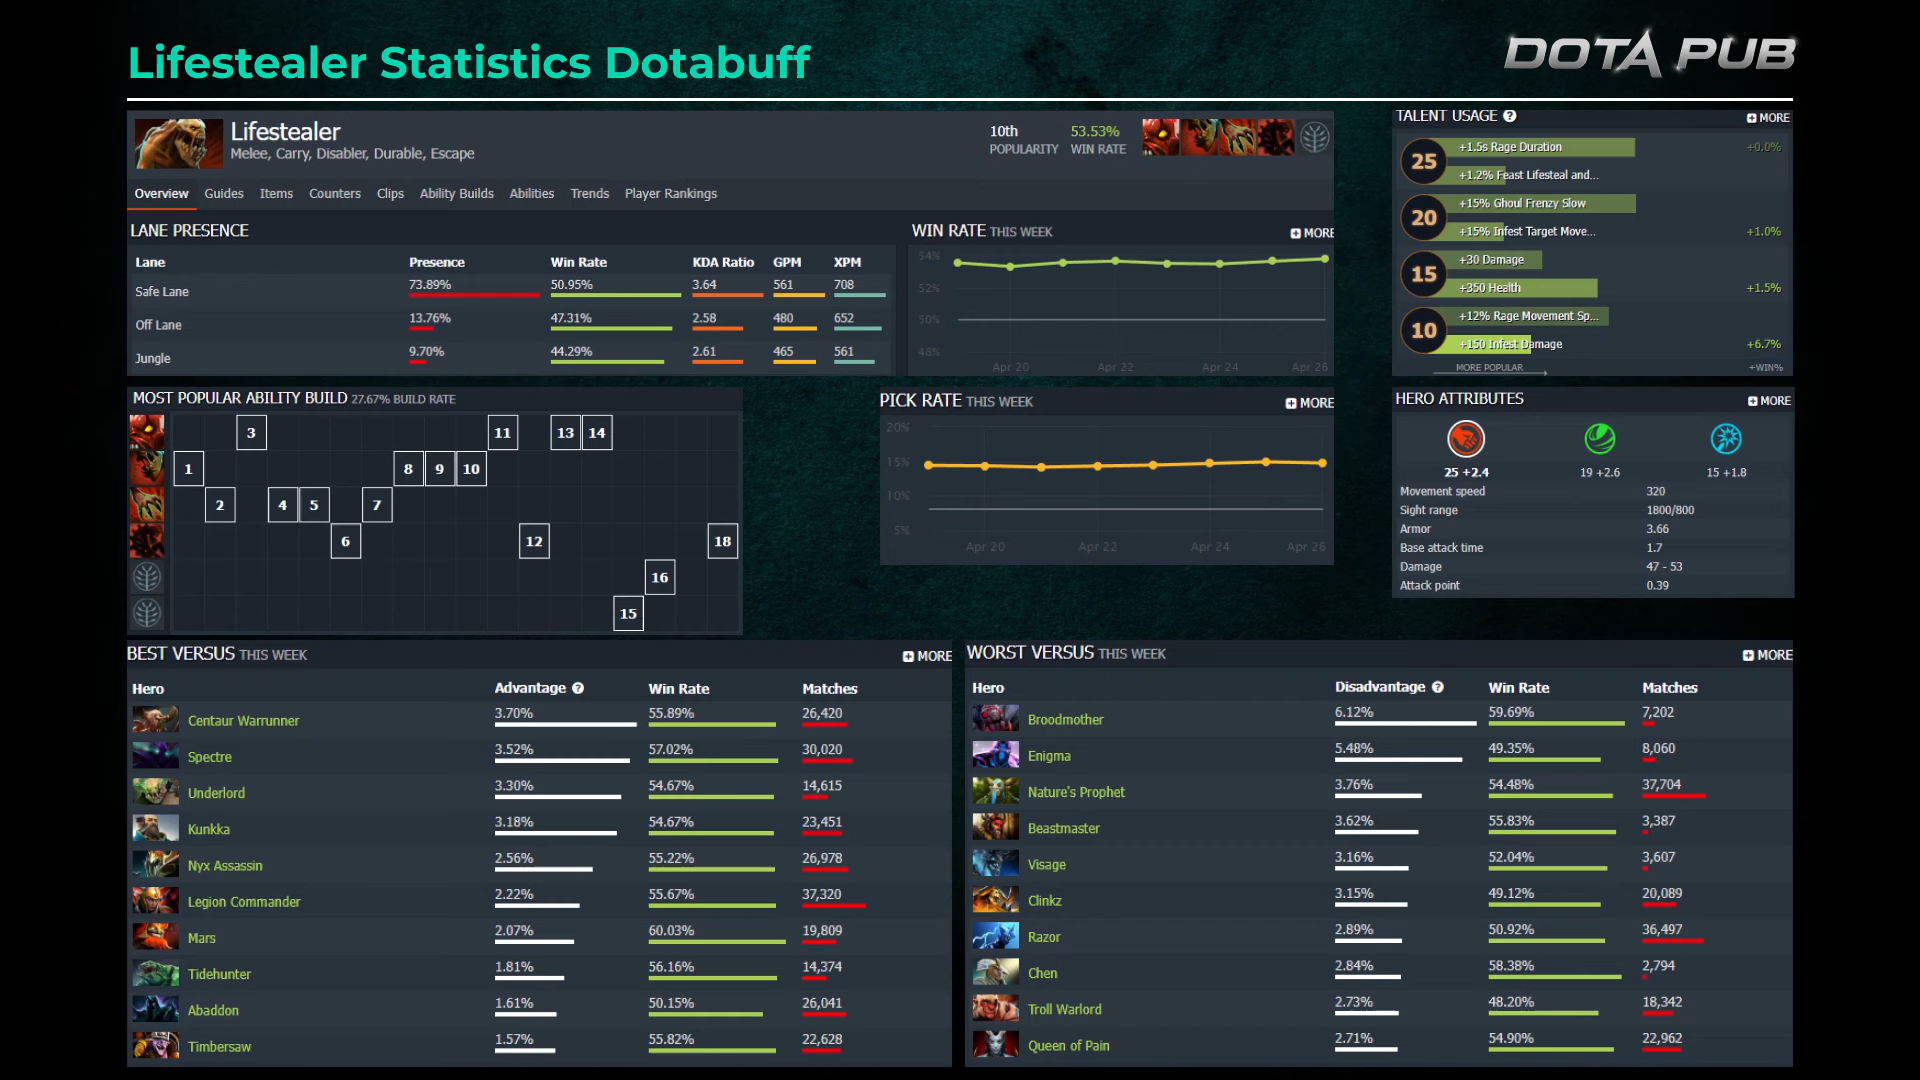 Lifestealer Statistics Dotabuff
DOTA PUB
Lifestealer
Melee, Carry, Disabler, Durable, Escape
10th
POPULARITY
53.53%
WIN RATE
Overview Guides Items Counters Clips Ability Builds Abilities Trends Player Rankings
LANE PRESENCE
Lane Presence Win Rate KDA Ratio GPM XPM
Safe Lane 73.89% 50.95% 3.64 561 708
Off Lane 13.76% 47.31% 2.58 480 652
Jungle 9.70% 44.29% 2.61 465 561
WIN RATE THIS WEEK
MORE
54%
52%
50%
48%
Apr 20 Apr 22 Apr 24 Apr 26
TALENT USAGE ?
MORE
25
+1.5s Rage Duration +0.0%
+1.2% Feast Lifesteal and...
20
+15% Ghoul Frenzy Slow
+15% Infest Target Move... +1.0%
15
+30 Damage
+350 Health +1.5%
10
+12% Rage Movement Sp...
+150 Infest Damage +6.7%
MORE POPULAR +WIN%
MOST POPULAR ABILITY BUILD 27.67% BUILD RATE
3 11 13 14
1 8 9 10
2 4 5 7
6 12 18
16
15
PICK RATE THIS WEEK
MORE
20%
15%
10%
5%
Apr 20 Apr 22 Apr 24 Apr 26
HERO ATTRIBUTES
MORE
25 +2.4 19 +2.6 15 +1.8
Movement speed 320
Sight range 1800/800
Armor 3.66
Base attack time 1.7
Damage 47 - 53
Attack point 0.39
BEST VERSUS THIS WEEK
MORE
Hero Advantage ? Win Rate Matches
Centaur Warrunner 3.70% 55.89% 26,420
Spectre 3.52% 57.02% 30,020
Underlord 3.30% 54.67% 14,615
Kunkka 3.18% 54.67% 23,451
Nyx Assassin 2.56% 55.22% 26,978
Legion Commander 2.22% 55.67% 37,320
Mars 2.07% 60.03% 19,809
Tidehunter 1.81% 56.16% 14,374
Abaddon 1.61% 50.15% 26,041
Timbersaw 1.57% 55.82% 22,628
WORST VERSUS THIS WEEK
MORE
Hero Disadvantage ? Win Rate Matches
Broodmother 6.12% 59.69% 7,202
Enigma 5.48% 49.35% 8,060
Nature's Prophet 3.76% 54.48% 37,704
Beastmaster 3.62% 55.83% 3,387
Visage 3.16% 52.04% 3,607
Clinkz 3.15% 49.12% 20,089
Razor 2.89% 50.92% 36,497
Chen 2.84% 58.38% 2,794
Troll Warlord 2.73% 48.20% 18,342
Queen of Pain 2.71% 54.90% 22,962